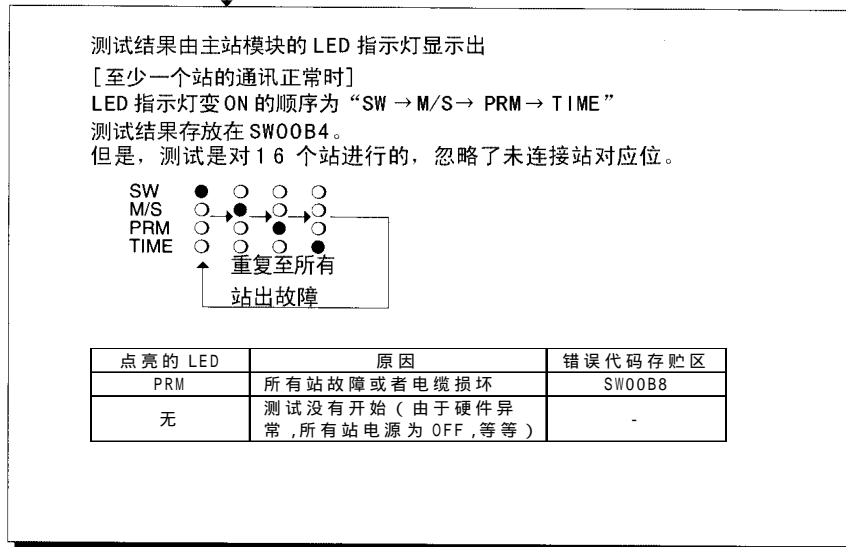 测试结果由主站模块的 LED 指示灯显示出
[至少一个站的通讯正常时]
LED 指示灯变 ON 的顺序为“SW → M/S→ PRM→ TIME”
测试结果存放在 SW00B4。
但是，测试是对16 个站进行的，忽略了未连接站对应位。
SW
M/S
PRM
TIME
重复至所有
站出故障
点亮的 LED 原因 错误代码存贮区
PRM 所有站故障或者电缆损坏 SW00B8
无 测试没有开始(由于硬件异
常,所有站电源为 OFF,等等) -